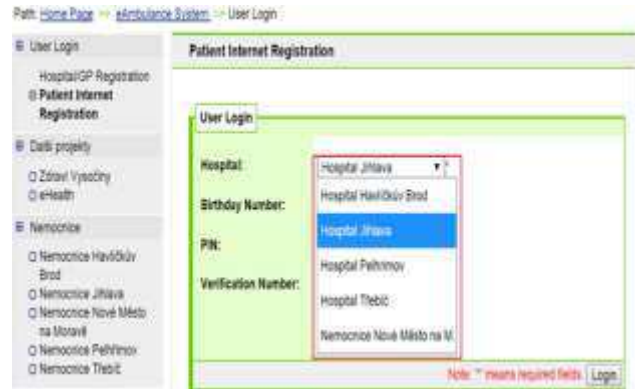 Path: Home Page => eAmbulance System => User Login
User Login
Hospital/GP Registration
Patient Internet
Registration
Další projekty
Zdraví Vysočiny
eHealth
Nemocnice
Nemocnice Havlíčkův
Brod
Nemocnice Jihlava
Nemocnice Nové Město
na Moravě
Nemocnice Pelhřimov
Nemocnice Třebíč
Patient Internet Registration
User Login
Hospital:
Hospital Jihlava *
Hospital Havlíčkův Brod
Hospital Jihlava
Hospital Pelhřimov
Hospital Třebíč
Nemocnice Nové Město na M.
Birthday Number:
PIN:
Verification Number:
Note: "*" means required fields. Login